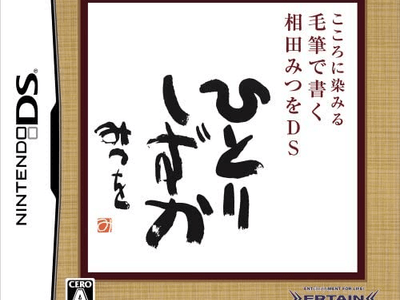 NINTENDO DS
こころに染みる
毛筆で書く
相田みつをDS
ひとり
しずか
みつを
CERO
A
ENTERTAINMENT FOR LIFE
ERTAIN